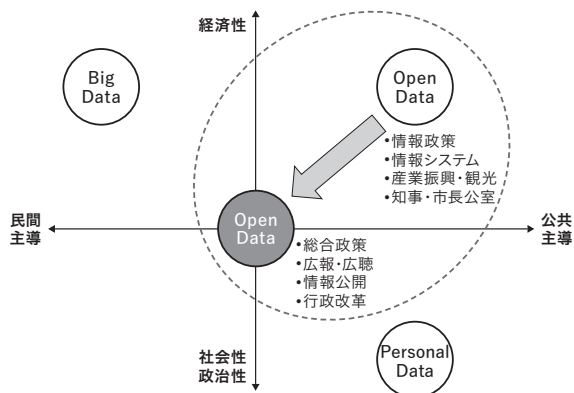 経済性
Big
Data
Open
Data
•情報政策
•情報システム
•産業振興・観光
•知事・市長公室
民間
主導
Open
Data
公共
主導
•総合政策
•広報・広聴
•情報公開
•行政改革
社会性
政治性
Personal
Data